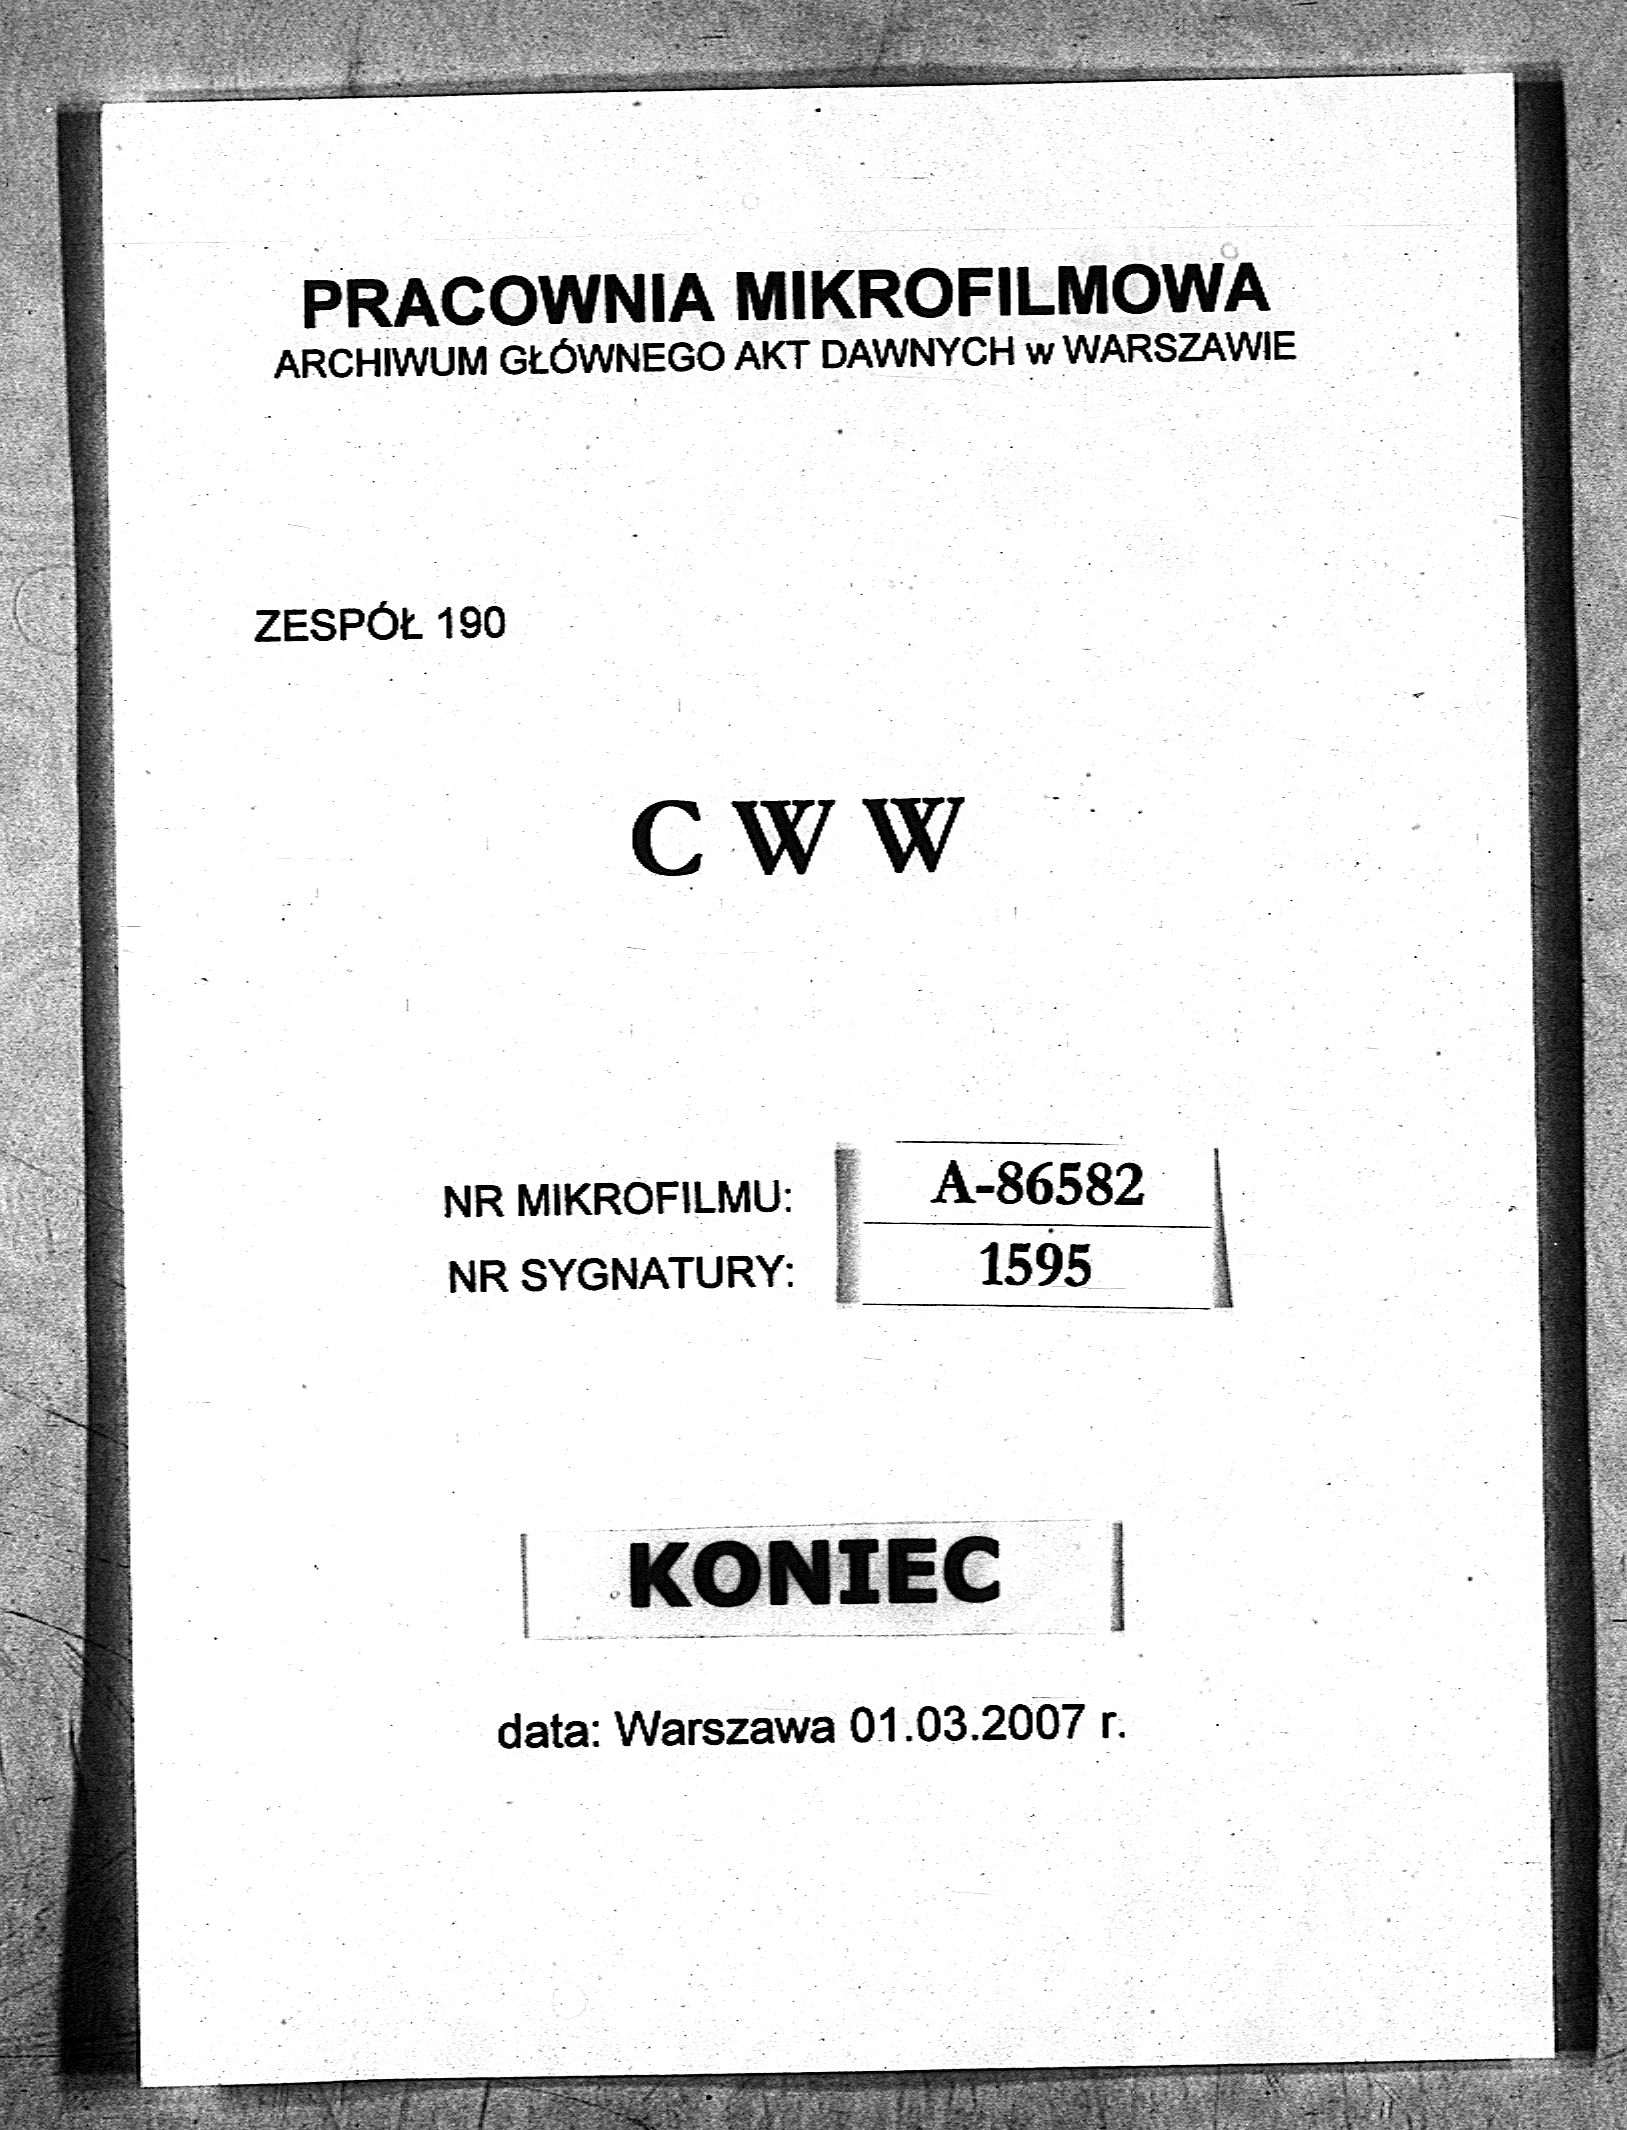 PRACOWNIA MIKROFILMOWA
ARCHIWUM GŁÓWNEGO AKT DAWNYCH w WARSZAWIE
ZESPÓŁ 190
C W W
NR MIKROFILMU: A-86582
NR SYGNATURY: 1595
KONIEC
data: Warszawa 01.03.2007 r.